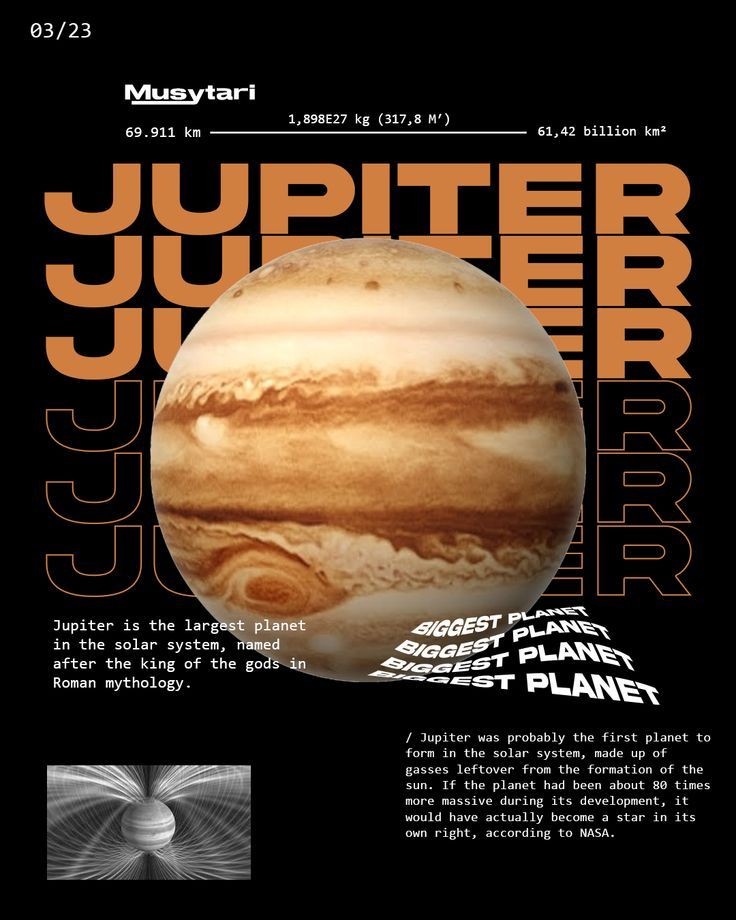 03/23
Musytari
1,898E27 kg (317,8 M’)
69.911 km
61,42 billion km²
JUPITER
JUPITER
JUPITER
JUPITER
JUPITER
JUPITER
Jupiter is the largest planet
in the solar system, named
after the king of the gods in
Roman mythology.
BIGGEST PLANET
BIGGEST PLANET
BIGGEST PLANET
BIGGEST PLANET
/ Jupiter was probably the first planet to
form in the solar system, made up of
gasses leftover from the formation of the
sun. If the planet had been about 80 times
more massive during its development, it
would have actually become a star in its
own right, according to NASA.